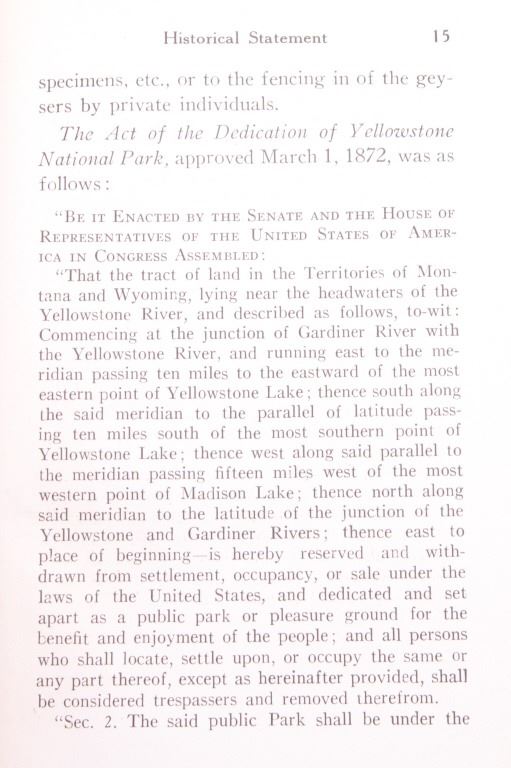 Historical Statement 15
specimens, etc., or to the fencing in of the gey-
sers by private individuals.
The Act of the Dedication of Yellowstone
National Park, approved March 1, 1872, was as
follows:
"BE IT ENACTED BY THE SENATE AND THE HOUSE OF
REPRESENTATIVES OF THE UNITED STATES OF AMER-
ICA IN CONGRESS ASSEMBLED:
"That the tract of land in the Territories of Mon-
tana and Wyoming, lying near the headwaters of the
Yellowstone River, and described as follows, to-wit:
Commencing at the junction of Gardiner River with
the Yellowstone River, and running east to the me-
ridian passing ten miles to the eastward of the most
eastern point of Yellowstone Lake; thence south along
the said meridian to the parallel of latitude pass-
ing ten miles south of the most southern point of
Yellowstone Lake; thence west along said parallel to
the meridian passing fifteen miles west of the most
western point of Madison Lake; thence north along
said meridian to the latitude of the junction of the
Yellowstone and Gardiner Rivers; thence east to
place of beginning—is hereby reserved and with-
drawn from settlement, occupancy, or sale under the
laws of the United States, and dedicated and set
apart as a public park or pleasure ground for the
benefit and enjoyment of the people; and all persons
who shall locate, settle upon, or occupy the same or
any part thereof, except as hereinafter provided, shall
be considered trespassers and removed therefrom.
"Sec. 2. The said public Park shall be under the